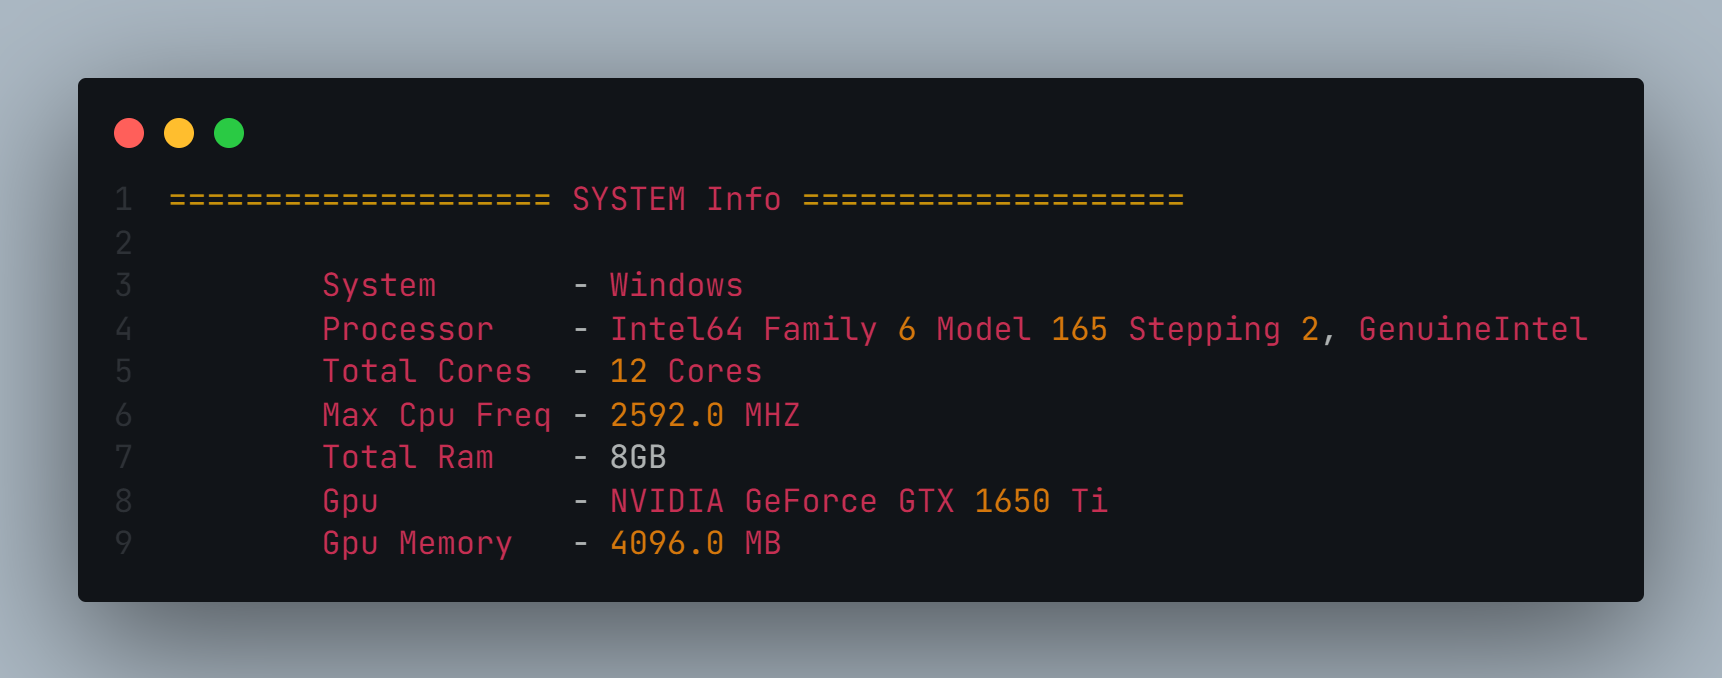 1 ==================== SYSTEM Info ====================
2
3 System - Windows
4 Processor - Intel64 Family 6 Model 165 Stepping 2, GenuineIntel
5 Total Cores - 12 Cores
6 Max Cpu Freq - 2592.0 MHZ
7 Total Ram - 8GB
8 Gpu - NVIDIA GeForce GTX 1650 Ti
9 Gpu Memory - 4096.0 MB